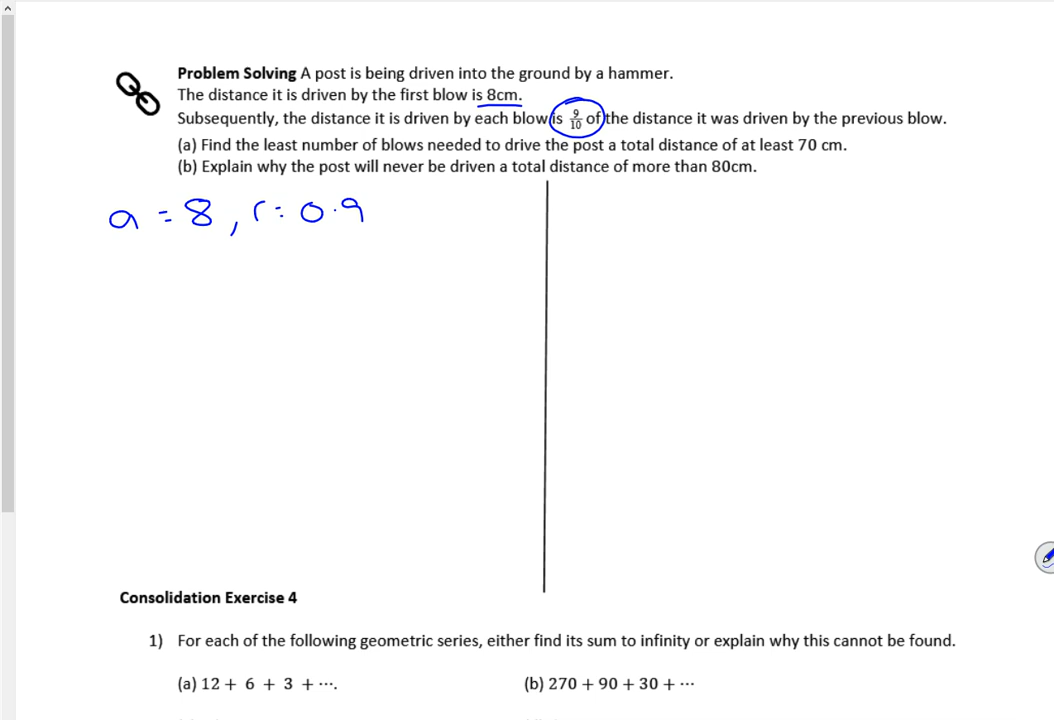 Problem Solving A post is being driven into the ground by a hammer.
The distance it is driven by the first blow is 8cm.
Subsequently, the distance it is driven by each blow is 9/10 of the distance it was driven by the previous blow.
(a) Find the least number of blows needed to drive the post a total distance of at least 70 cm.
(b) Explain why the post will never be driven a total distance of more than 80cm.
a = 8 , r = 0.9
Consolidation Exercise 4
1) For each of the following geometric series, either find its sum to infinity or explain why this cannot be found.
(a) 12 + 6 + 3 + ⋯. (b) 270 + 90 + 30 + ⋯